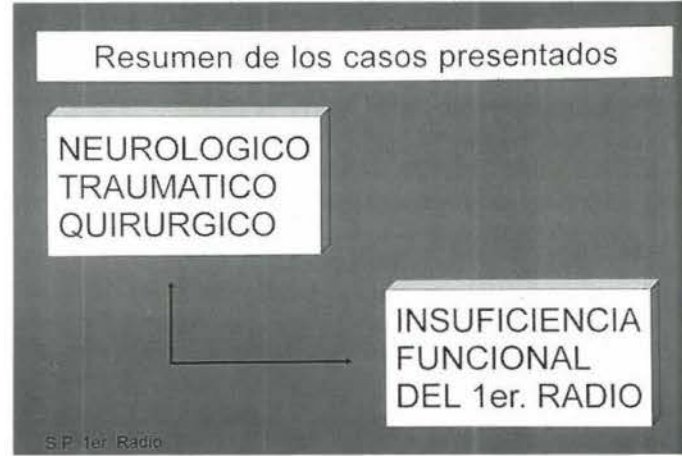 Resumen de los casos presentados
NEUROLOGICO
TRAUMATICO
QUIRURGICO
INSUFICIENCIA
FUNCIONAL
DEL 1er. RADIO
S.P. 1er. Radio